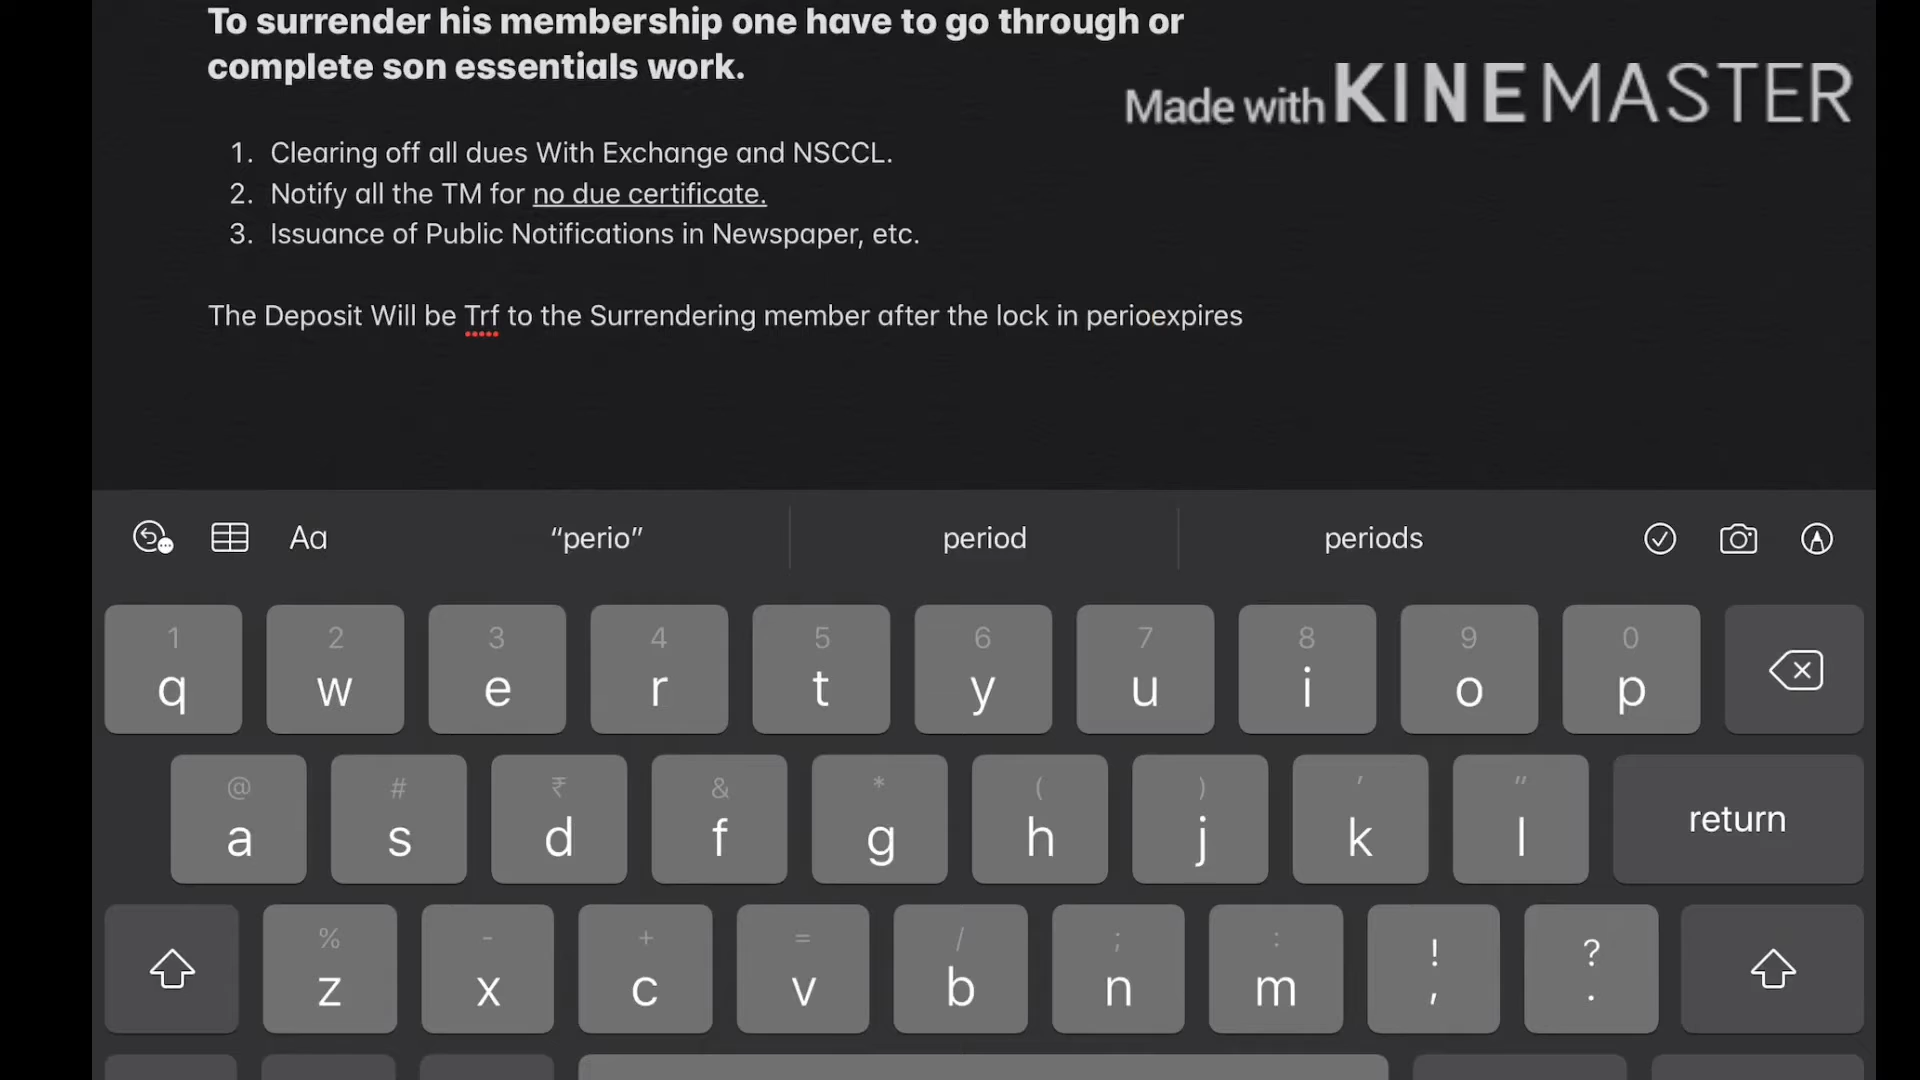 To surrender his membership one have to go through or
complete son essentials work.
Made with KINEMASTER
1. Clearing off all dues With Exchange and NSCCL.
2. Notify all the TM for no due certificate.
3. Issuance of Public Notifications in Newspaper, etc.
The Deposit Will be Trf to the Surrendering member after the lock in perioexpires
Aa “perio” period periods
1 2 3 4 5 6 7 8 9 0
q w e r t y u i o p
@ # ₹ & * ( ) ' "
a s d f g h j k l return
% - + = / ; : ! ?
z x c v b n m , .